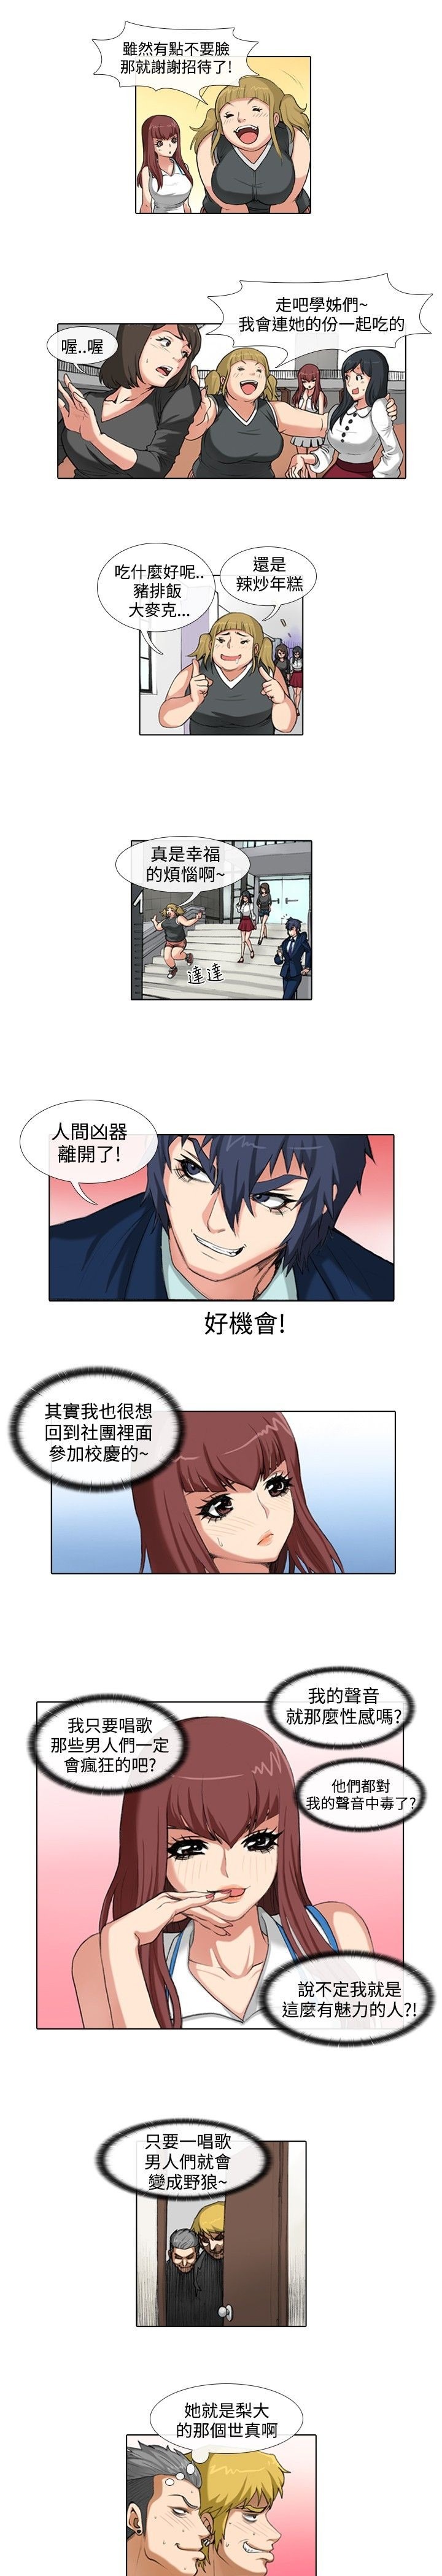 雖然有點不要臉
那就謝謝招待了!
走吧學姊們~
我會連她的份一起吃的
喔..喔
吃什麼好呢..
豬排飯
大麥克...
還是
辣炒年糕
真是幸福
的煩惱啊~
達達
人間凶器
離開了!
好機會!
其實我也很想
回到社團裡面
參加校慶的~
我的聲音
就那麼性感嗎?
我只要唱歌
那些男人們一定
會瘋狂的吧?
他們都對
我的聲音中毒了?
說不定我就是
這麼有魅力的人?!
只要一唱歌
男人們就會
變成野狼~
她就是梨大
的那個世真啊